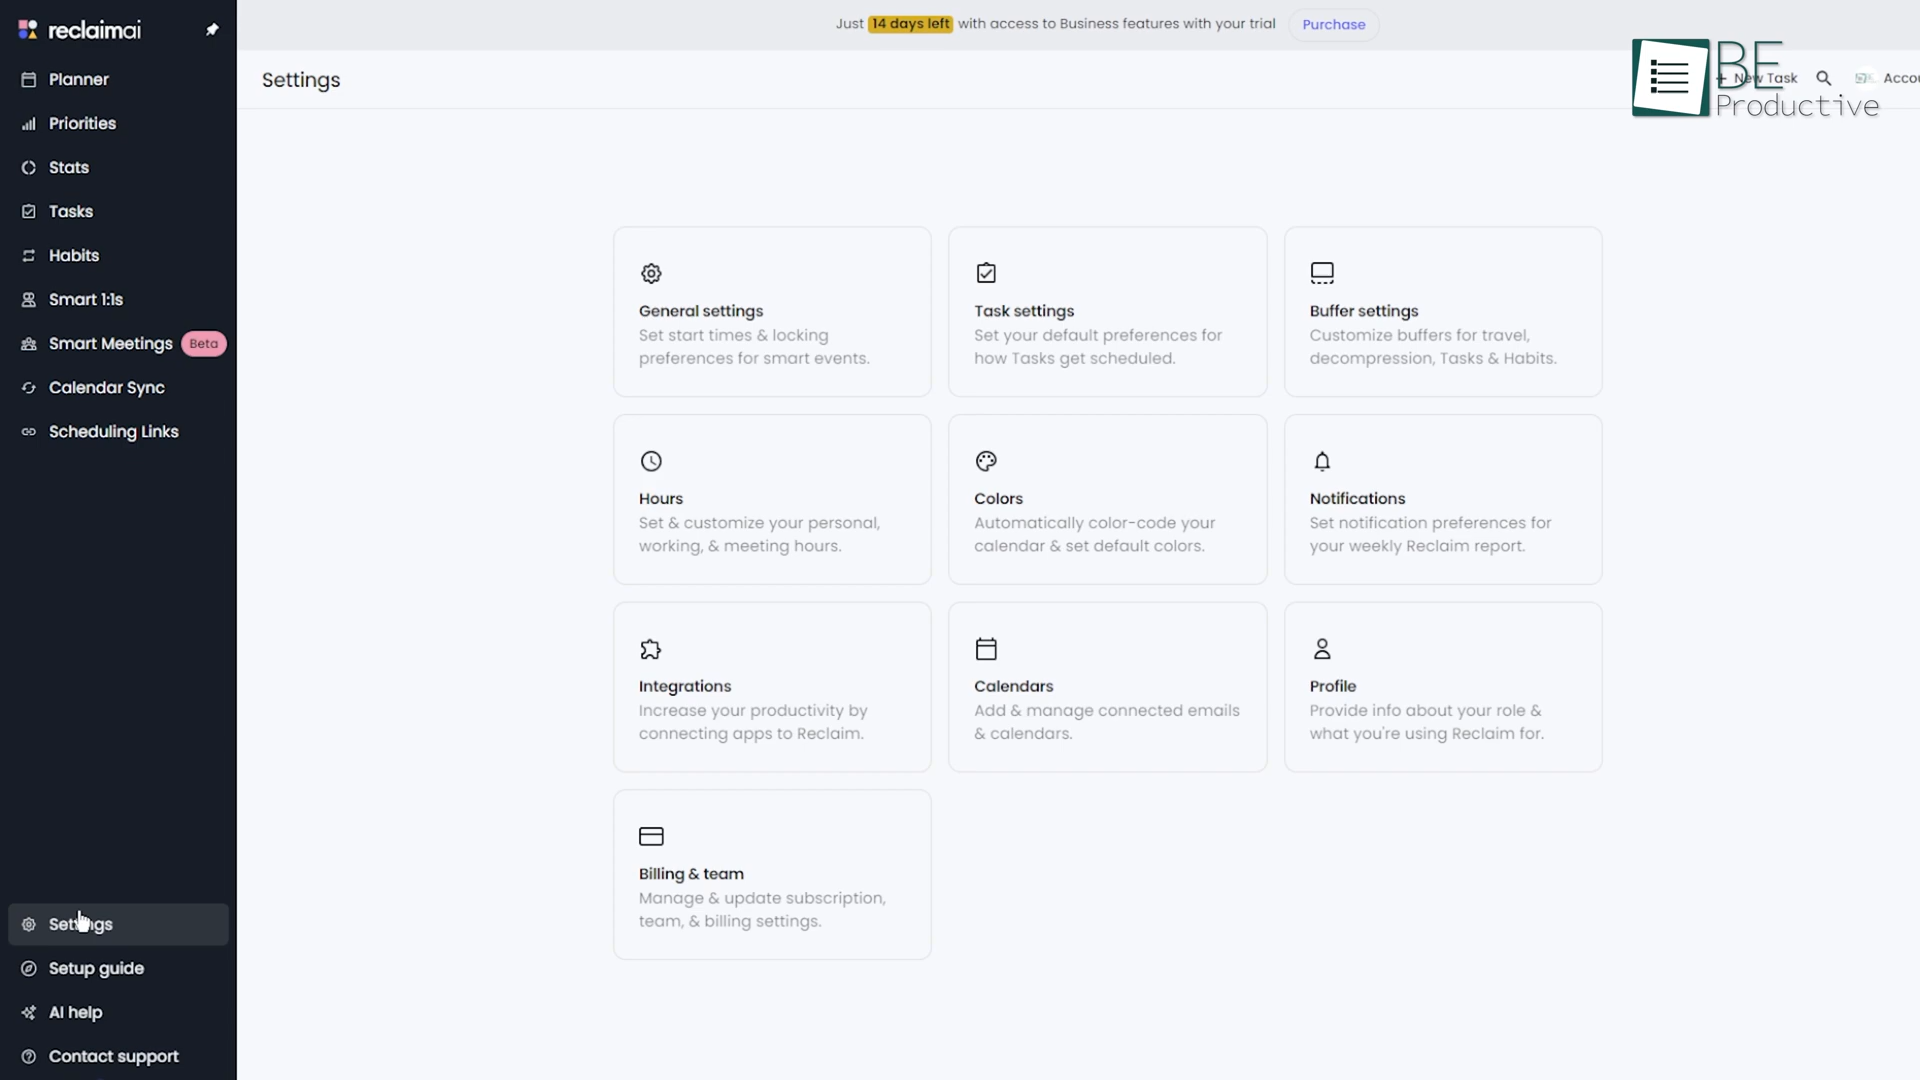 reclaimai
Planner
Priorities
Stats
Tasks
Habits
Smart 1:1s
Smart Meetings Beta
Calendar Sync
Scheduling Links
Settings
Setup guide
AI help
Contact support
Just 14 days left with access to Business features with your trial Purchase
Settings
+ New Task
Accou
BE
Productive
General settings
Set start times & locking
preferences for smart events.
Task settings
Set your default preferences for
how Tasks get scheduled.
Buffer settings
Customize buffers for travel,
decompression, Tasks & Habits.
Hours
Set & customize your personal,
working, & meeting hours.
Colors
Automatically color-code your
calendar & set default colors.
Notifications
Set notification preferences for
your weekly Reclaim report.
Integrations
Increase your productivity by
connecting apps to Reclaim.
Calendars
Add & manage connected emails
& calendars.
Profile
Provide info about your role &
what you're using Reclaim for.
Billing & team
Manage & update subscription,
team, & billing settings.